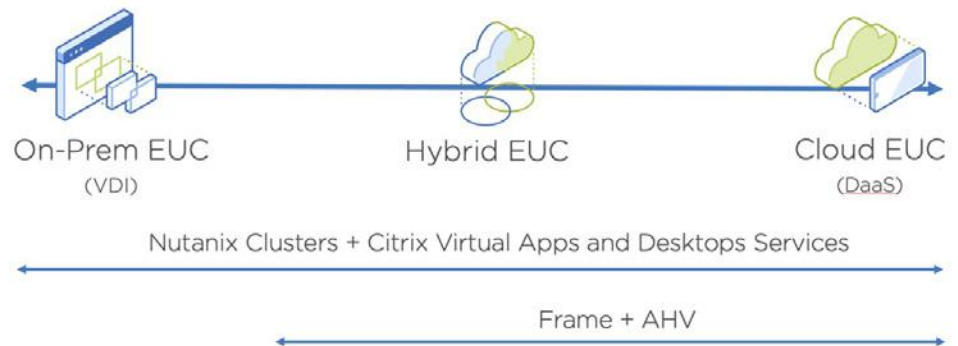 On-Prem EUC
(VDI)
Hybrid EUC
Cloud EUC
(DaaS)
Nutanix Clusters + Citrix Virtual Apps and Desktops Services
Frame + AHV